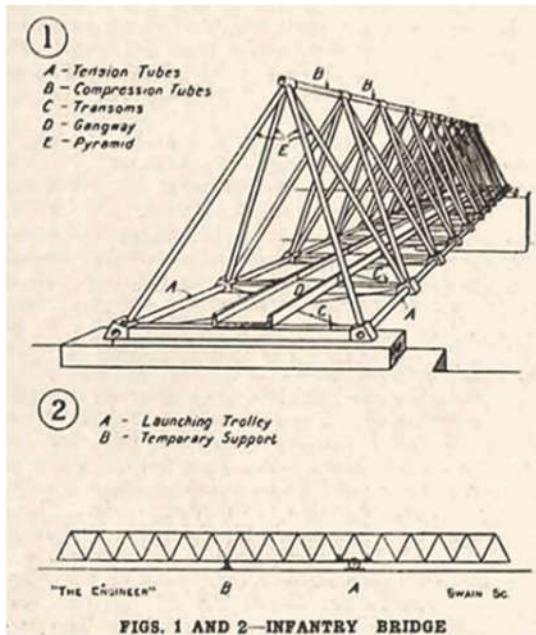 1
A - Tension Tubes
B - Compression Tubes
C - Transoms
D - Gangway
E - Pyramid
B
B
E
A
D
C
C
A
2
A - Launching Trolley
B - Temporary Support
"THE ENGINEER"
B
A
SWAIN SC.
FIGS. 1 AND 2—INFANTRY BRIDGE